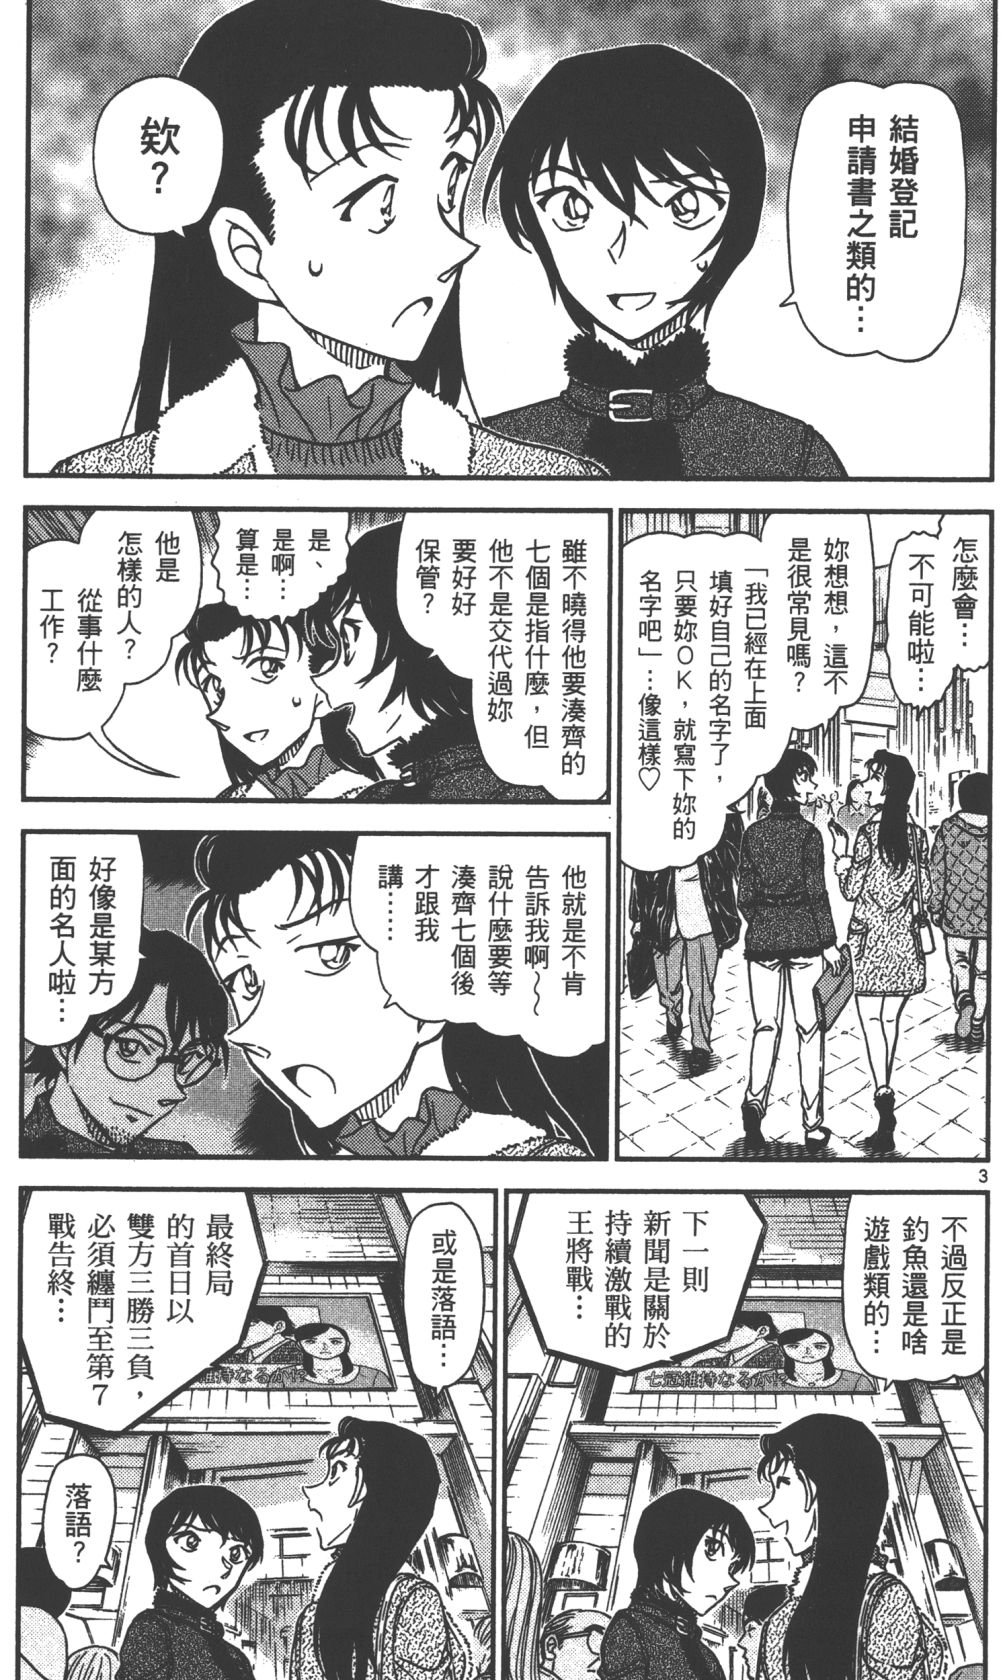 結婚登記
申請書之類的…
欸?
怎麼會…
不可能啦…
妳想想，這不
是很常見嗎?
「我已經在上面
填好自己的名字了，
只要妳OK，就寫下妳的
名字吧」…像這樣♡
雖不曉得他要湊齊的
七個是指什麼，但
他不是交代過妳
要好好
保管?
是、
是啊…
算是…
他是
怎樣的人?
從事什麼
工作?
他就是不肯
告訴我啊～
說什麼要等
湊齊七個後
才跟我
講……
好像是某方
面的名人啦…
3
不過反正是
釣魚還是啥
遊戲類的…
下一則
新聞是關於
持續激戰的
王將戰…
七冠維持なるか!?
或是落語…
最終局
的首日以
雙方三勝三負，
必須纏鬥至第7
戰告終…
維持なるか!?
落語?